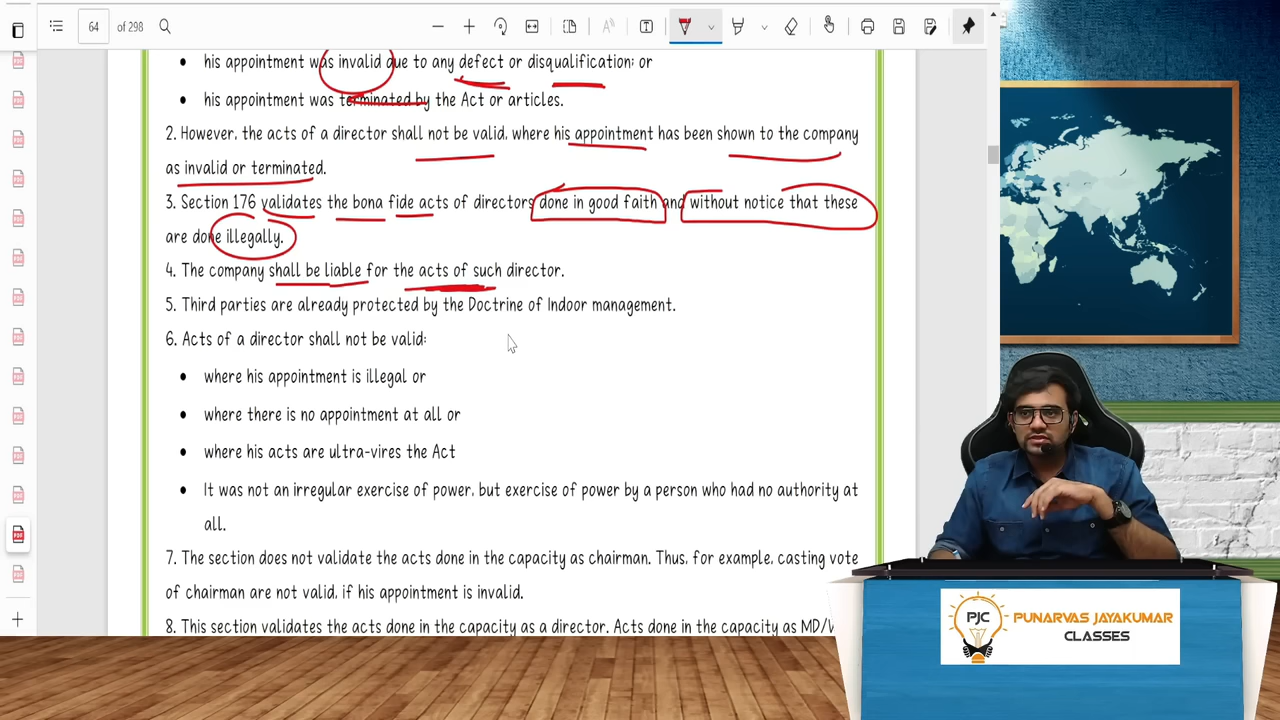 64 of 298
his appointment was invalid due to any defect or disqualification; or
his appointment was terminated by the Act or articles.
2. However, the acts of a director shall not be valid, where his appointment has been shown to the company
as invalid or terminated.
3. Section 176 validates the bona fide acts of directors done in good faith and without notice that these
are done illegally.
4. The company shall be liable for the acts of such director.
5. Third parties are already protected by the Doctrine of Indoor management.
6. Acts of a director shall not be valid:
where his appointment is illegal or
where there is no appointment at all or
where his acts are ultra-vires the Act
It was not an irregular exercise of power, but exercise of power by a person who had no authority at
all.
7. The section does not validate the acts done in the capacity as chairman. Thus, for example, casting vote
of chairman are not valid, if his appointment is invalid.
8. This section validates the acts done in the capacity as a director. Acts done in the capacity as MD/
PJC
PUNARVAS JAYAKUMAR
CLASSES